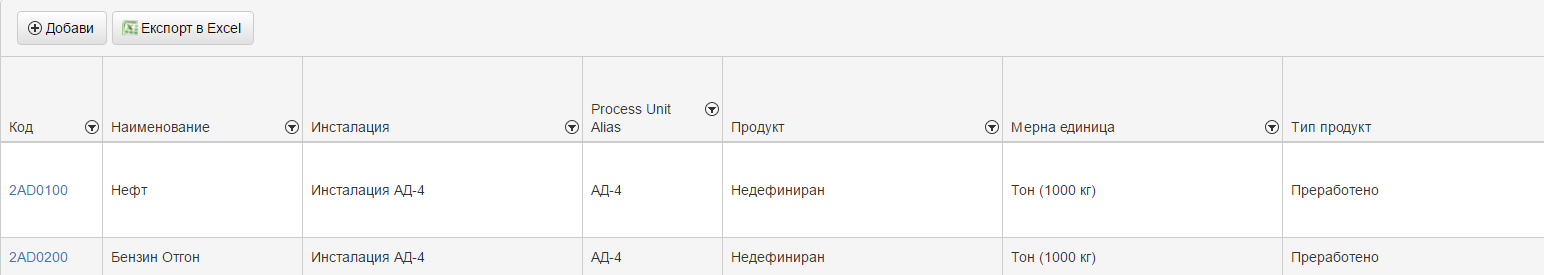 Добави Експорт в Excel
Код Наименование Инсталация Process Unit Alias Продукт Мерна единица Тип продукт
2AD0100 Нефт Инсталация АД-4 АД-4 Недефиниран Тон (1000 кг) Преработено
2AD0200 Бензин Отгон Инсталация АД-4 АД-4 Недефиниран Тон (1000 кг) Преработено